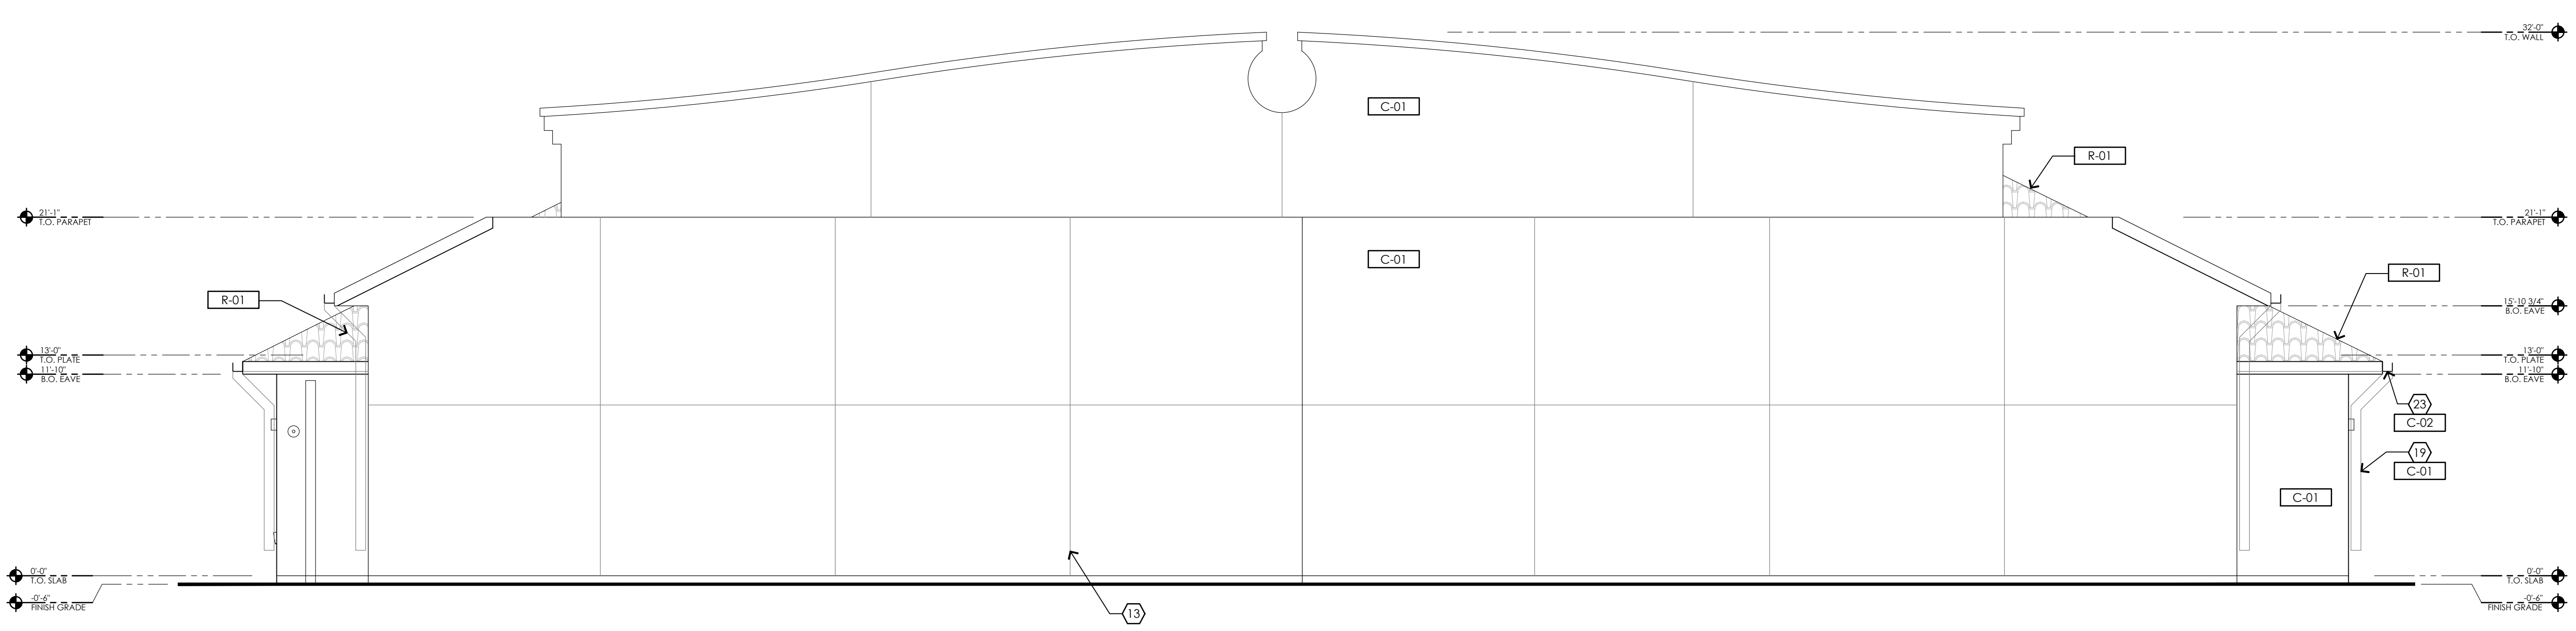 32'-0"
T.O. WALL
C-01
R-01
21'-1"
T.O. PARAPET
21'-1"
T.O. PARAPET
C-01
R-01
R-01
15'-10 3/4"
B.O. EAVE
13'-0"
T.O. PLATE
11'-10"
B.O. EAVE
13'-0"
T.O. PLATE
11'-10"
B.O. EAVE
23
C-02
19
C-01
C-01
0'-0"
T.O. SLAB
-0'-6"
FINISH GRADE
0'-0"
T.O. SLAB
-0'-6"
FINISH GRADE
13